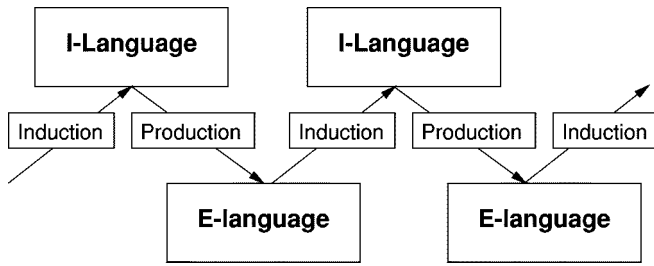 I-Language
I-Language
Induction
Production
Induction
Production
Induction
E-language
E-language